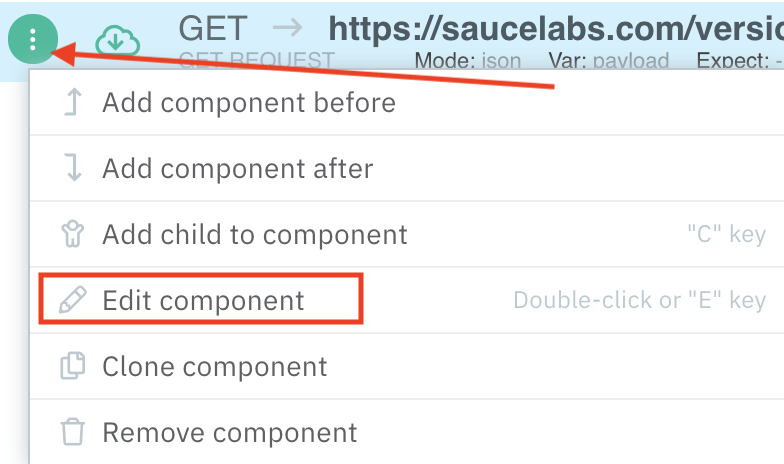 GET → https://saucelabs.com/versio
GET REQUEST Mode: json Var: payload Expect: -
Add component before
Add component after
Add child to component "C" key
Edit component Double-click or "E" key
Clone component
Remove component